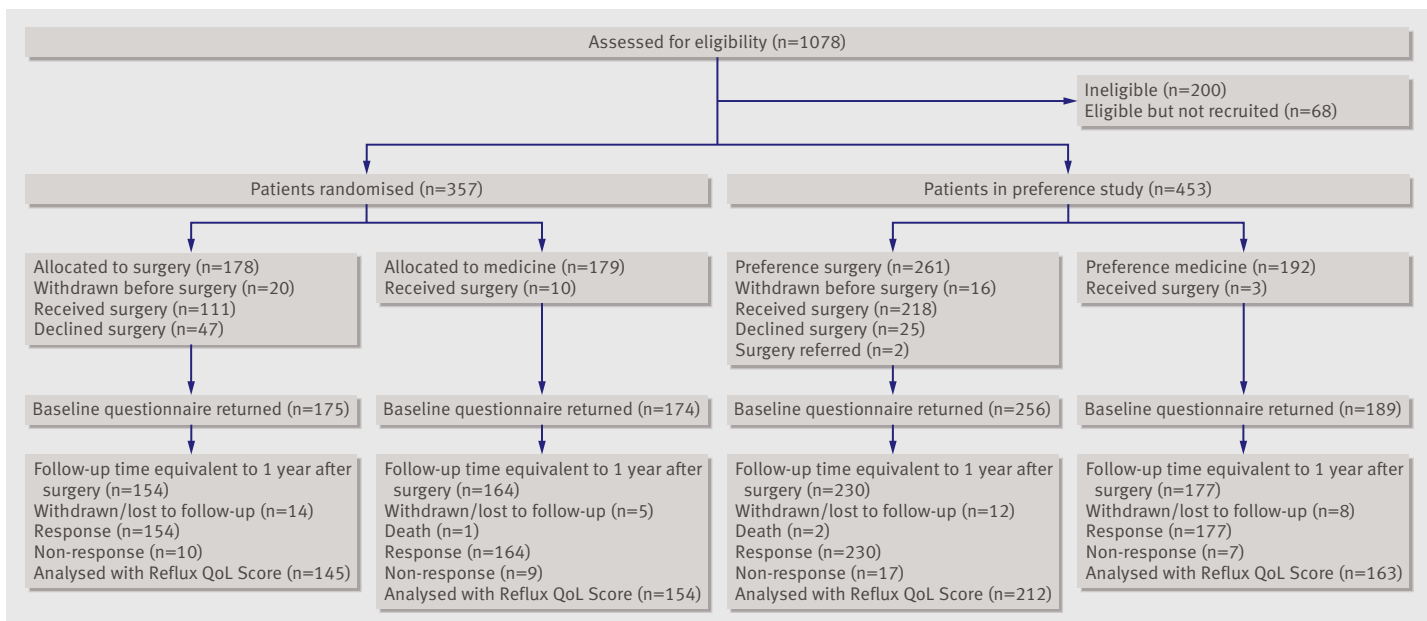 Assessed for eligibility (n=1078)
Ineligible (n=200)
Eligible but not recruited (n=68)
Patients randomised (n=357)
Patients in preference study (n=453)
Allocated to surgery (n=178)
Withdrawn before surgery (n=20)
Received surgery (n=111)
Declined surgery (n=47)
Allocated to medicine (n=179)
Received surgery (n=10)
Preference surgery (n=261)
Withdrawn before surgery (n=16)
Received surgery (n=218)
Declined surgery (n=25)
Surgery referred (n=2)
Preference medicine (n=192)
Received surgery (n=3)
Baseline questionnaire returned (n=175)
Baseline questionnaire returned (n=174)
Baseline questionnaire returned (n=256)
Baseline questionnaire returned (n=189)
Follow-up time equivalent to 1 year after
surgery (n=154)
Withdrawn/lost to follow-up (n=14)
Response (n=154)
Non-response (n=10)
Analysed with Reflux QoL Score (n=145)
Follow-up time equivalent to 1 year after
surgery (n=164)
Withdrawn/lost to follow-up (n=5)
Death (n=1)
Response (n=164)
Non-response (n=9)
Analysed with Reflux QoL Score (n=154)
Follow-up time equivalent to 1 year after
surgery (n=230)
Withdrawn/lost to follow-up (n=12)
Death (n=2)
Response (n=230)
Non-response (n=17)
Analysed with Reflux QoL Score (n=212)
Follow-up time equivalent to 1 year after
surgery (n=177)
Withdrawn/lost to follow-up (n=8)
Response (n=177)
Non-response (n=7)
Analysed with Reflux QoL Score (n=163)